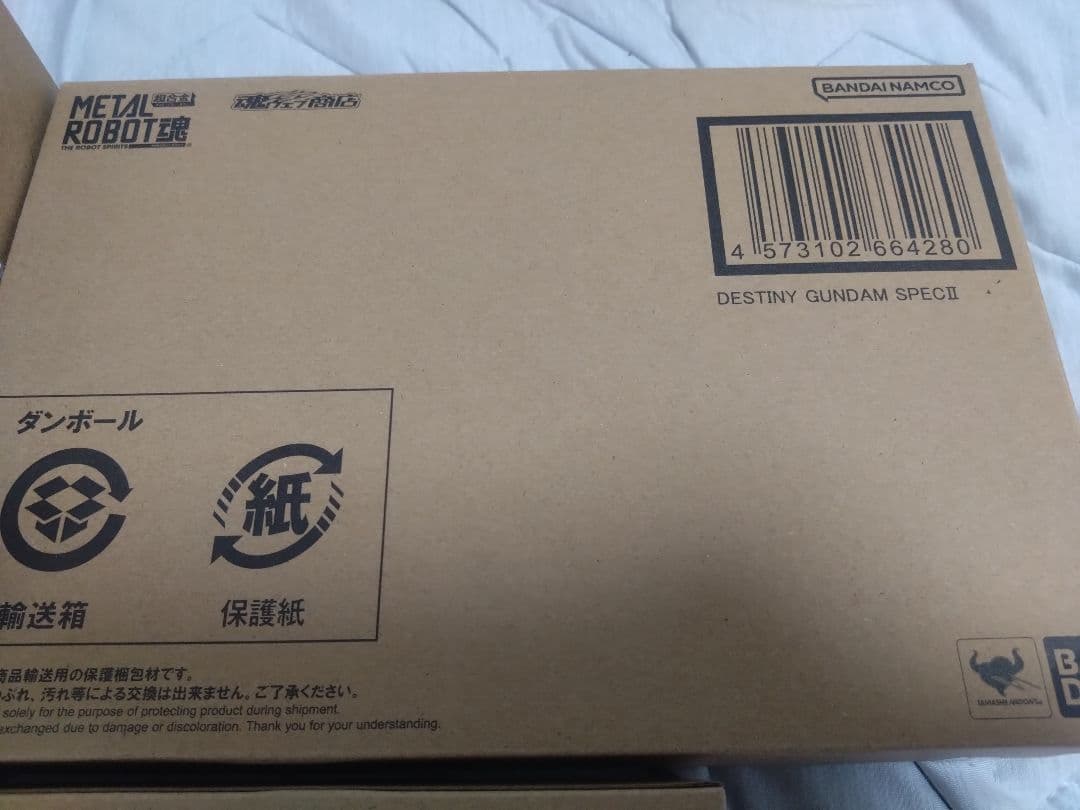 METAL 超合金
ROBOT魂
THE ROBOT SPIRITS
魂ウェブ商店
BANDAI NAMCO
4 573102 664280
DESTINY GUNDAM SPECⅡ
ダンボール
紙
輸送箱
保護紙
商品輸送用の保護梱包材です。
ぶれ、汚れ等による交換は出来ません。ご了承ください。
solely for the purpose of protecting product during shipment.
exchanged due to damage or discoloration. Thank you for your understanding.
TAMASHII NATIONS